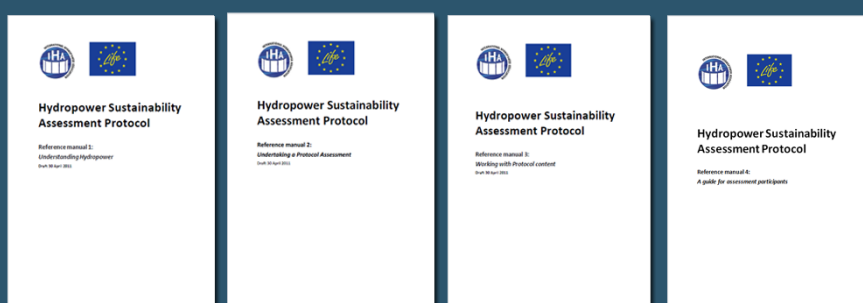 IHA
Life
Hydropower Sustainability
Assessment Protocol
Reference manual 1:
Understanding Hydropower
Draft 30 April 2011
IHA
Life
Hydropower Sustainability
Assessment Protocol
Reference manual 2:
Undertaking a Protocol Assessment
Draft 30 April 2011
IHA
Life
Hydropower Sustainability
Assessment Protocol
Reference manual 3:
Working with Protocol content
Draft 30 April 2011
IHA
Life
Hydropower Sustainability
Assessment Protocol
Reference manual 4:
A guide for assessment participants